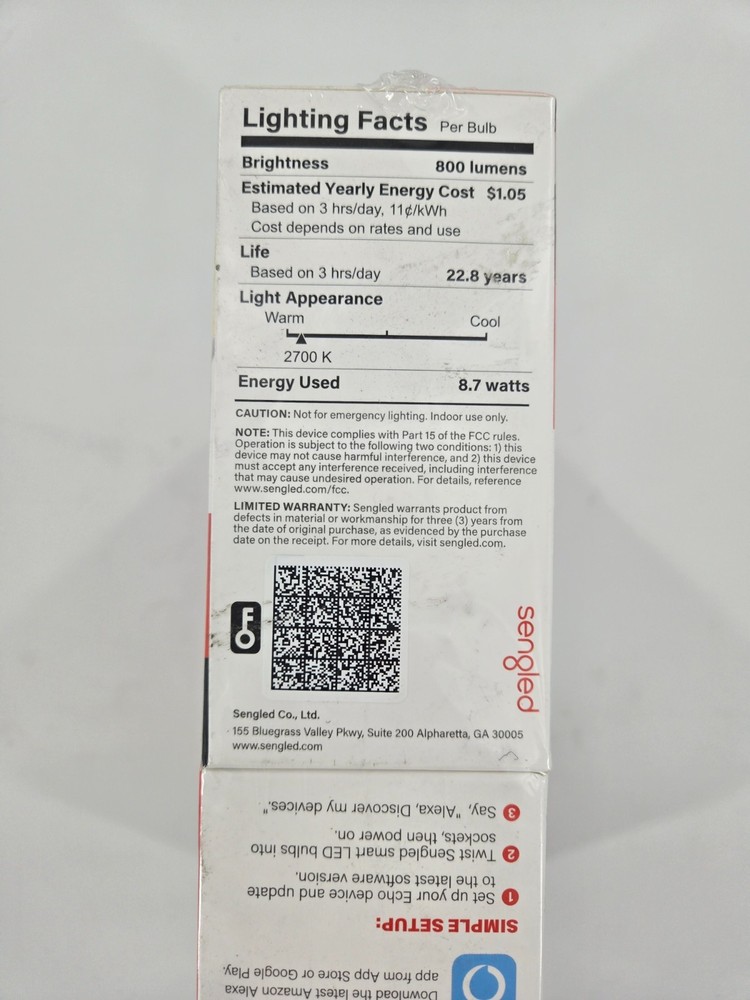 Lighting Facts Per Bulb
Brightness 800 lumens
Estimated Yearly Energy Cost $1.05
Based on 3 hrs/day, 11¢/kWh
Cost depends on rates and use
Life
Based on 3 hrs/day 22.8 years
Light Appearance
Warm Cool
2700 K
Energy Used 8.7 watts
CAUTION: Not for emergency lighting. Indoor use only.
NOTE: This device complies with Part 15 of the FCC rules.
Operation is subject to the following two conditions: 1) this
device may not cause harmful interference, and 2) this device
must accept any interference received, including interference
that may cause undesired operation. For details, reference
www.sengled.com/fcc.
LIMITED WARRANTY: Sengled warrants product from
defects in material or workmanship for three (3) years from
the date of original purchase, as evidenced by the purchase
date on the receipt. For more details, visit sengled.com.
sengled
Sengled Co., Ltd.
155 Bluegrass Valley Pkwy, Suite 200 Alpharetta, GA 30005
www.sengled.com
Download the latest Amazon Alexa
app from App Store or Google Play.
SIMPLE SETUP:
1 Set up your Echo device and update
to the latest software version.
2 Twist Sengled smart LED bulbs into
sockets, then power on.
3 Say, "Alexa, Discover my devices".